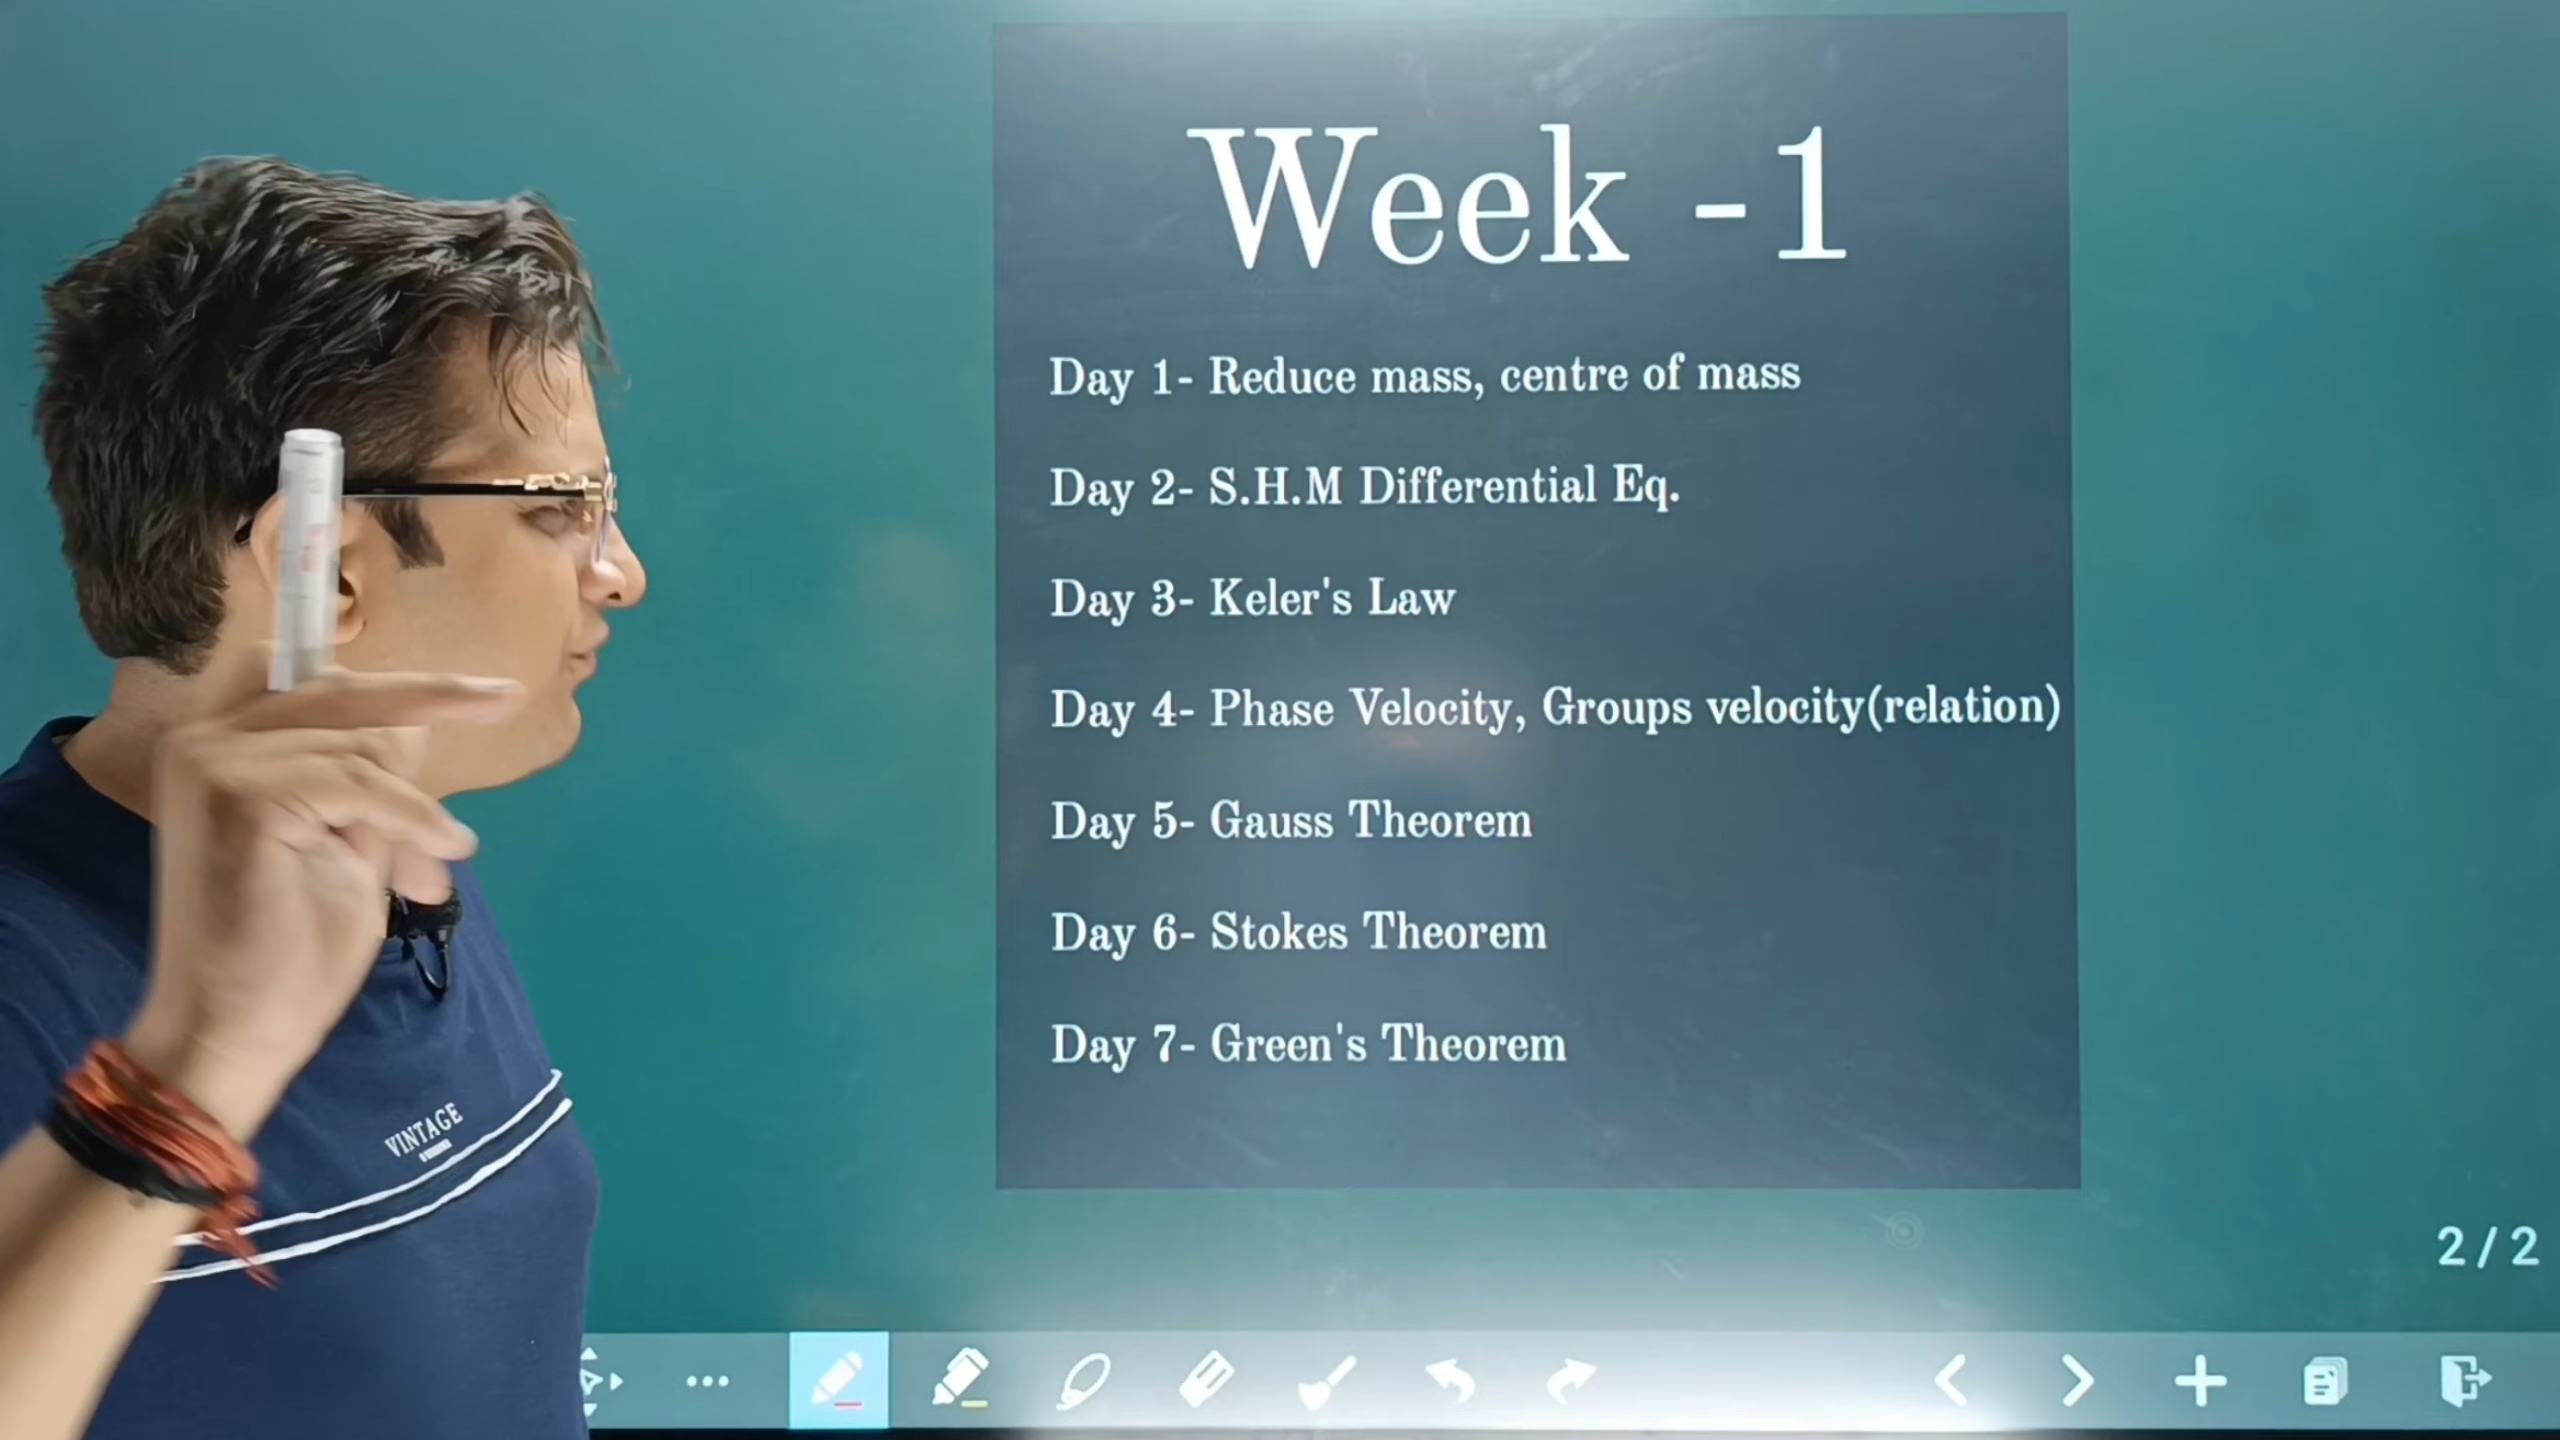 Week -1
Day 1- Reduce mass, centre of mass
Day 2- S.H.M Differential Eq.
Day 3- Keler's Law
Day 4- Phase Velocity, Groups velocity(relation)
Day 5- Gauss Theorem
Day 6- Stokes Theorem
Day 7- Green's Theorem
VINTAGE
2/2